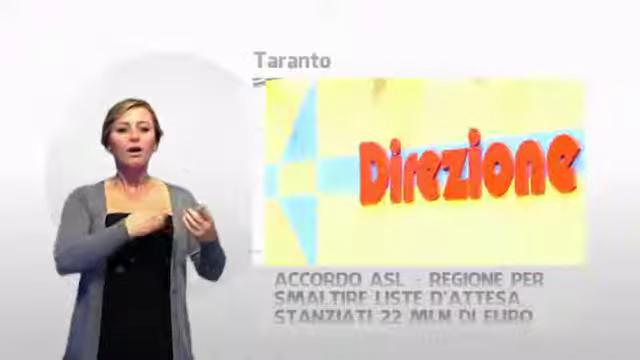 Taranto
Direzione
ACCORDO ASL - REGIONE PER
SMALTIRE LISTE D'ATTESA
STANZIATI 22 MLN DI EURO